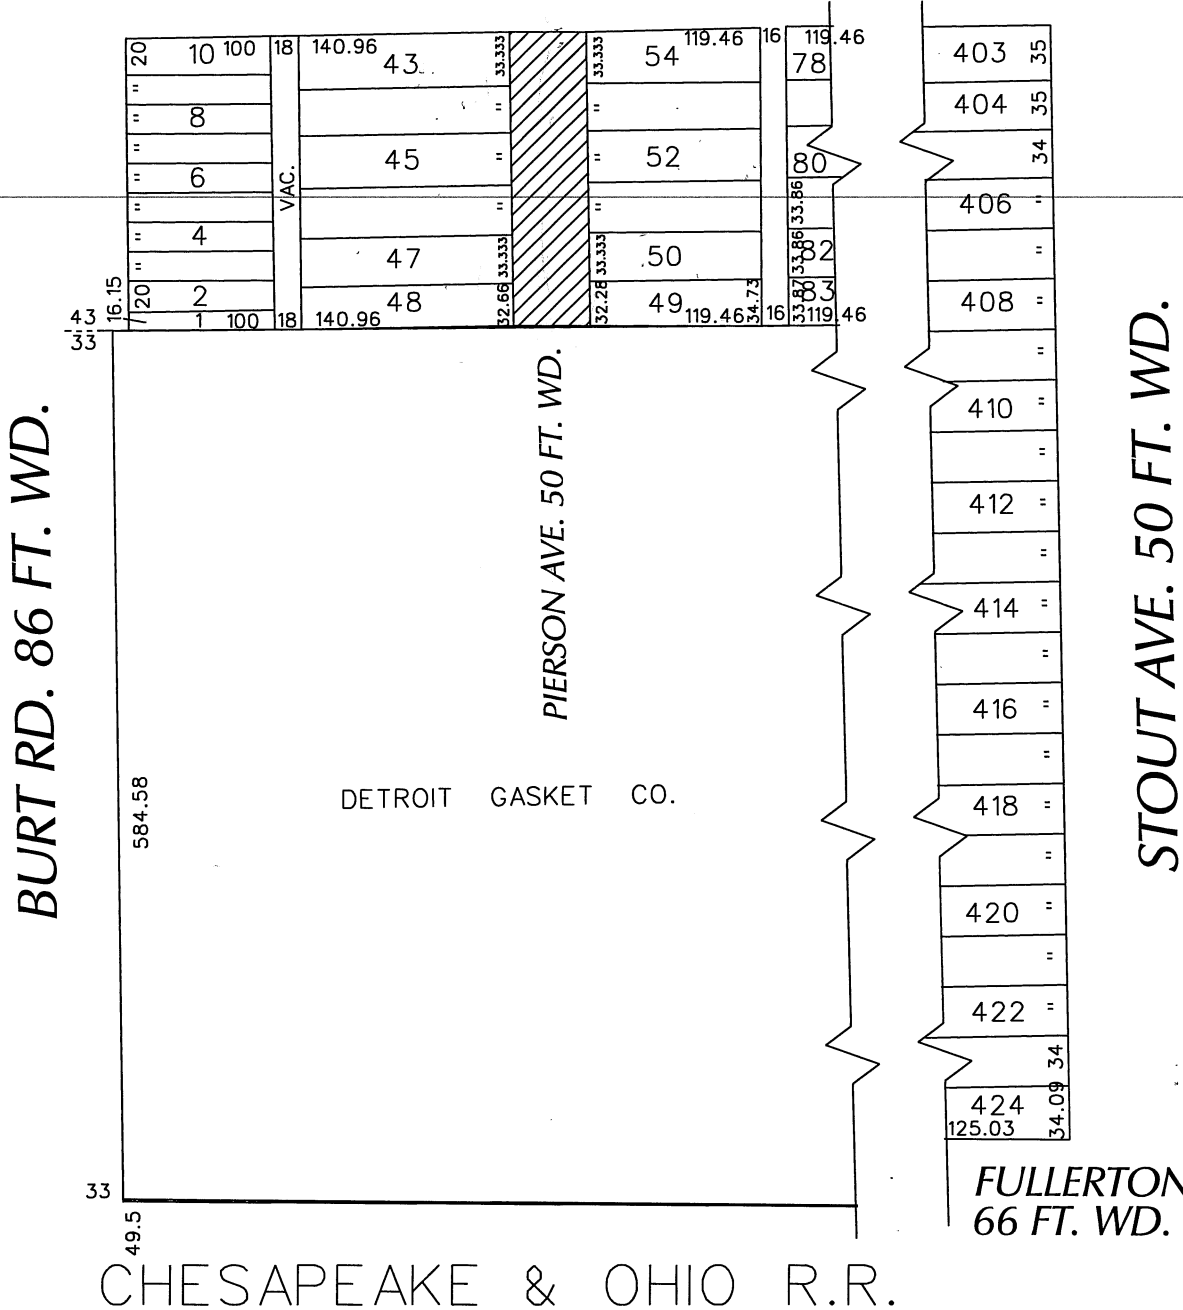 20 10 100 18 140.96 43 33.333 33.333 54 119.46 16 119.46 78 403 35
=
= 404 35
8 =
= 45 = = 52 80 34
6 VAC.
= = = 33.86 406 =
= 4 33.86 82 =
= 47 33.333 33.333 50
16.15 20 2 48 32.66 32.28 49 34.73 33.87 83 408 =
43 1 100 18 140.96 119.46 16 119.46
33
=
410 =
=
412 =
=
414 =
=
416 =
=
418 =
=
420 =
=
422 =
34
424 34.09
125.03
BURT RD. 86 FT. WD.
PIERSON AVE. 50 FT. WD.
STOUT AVE. 50 FT. WD.
584.58
DETROIT GASKET CO.
33
49.5
FULLERTON
66 FT. WD.
CHESAPEAKE & OHIO R.R.